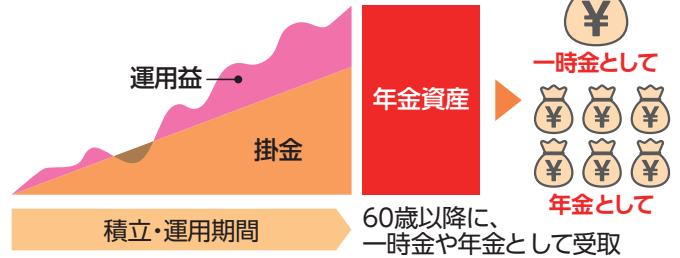 ¥
一時金として
運用益
年金資産
掛金
¥ ¥ ¥
¥ ¥ ¥
年金として
積立・運用期間
60歳以降に、
一時金や年金として受取